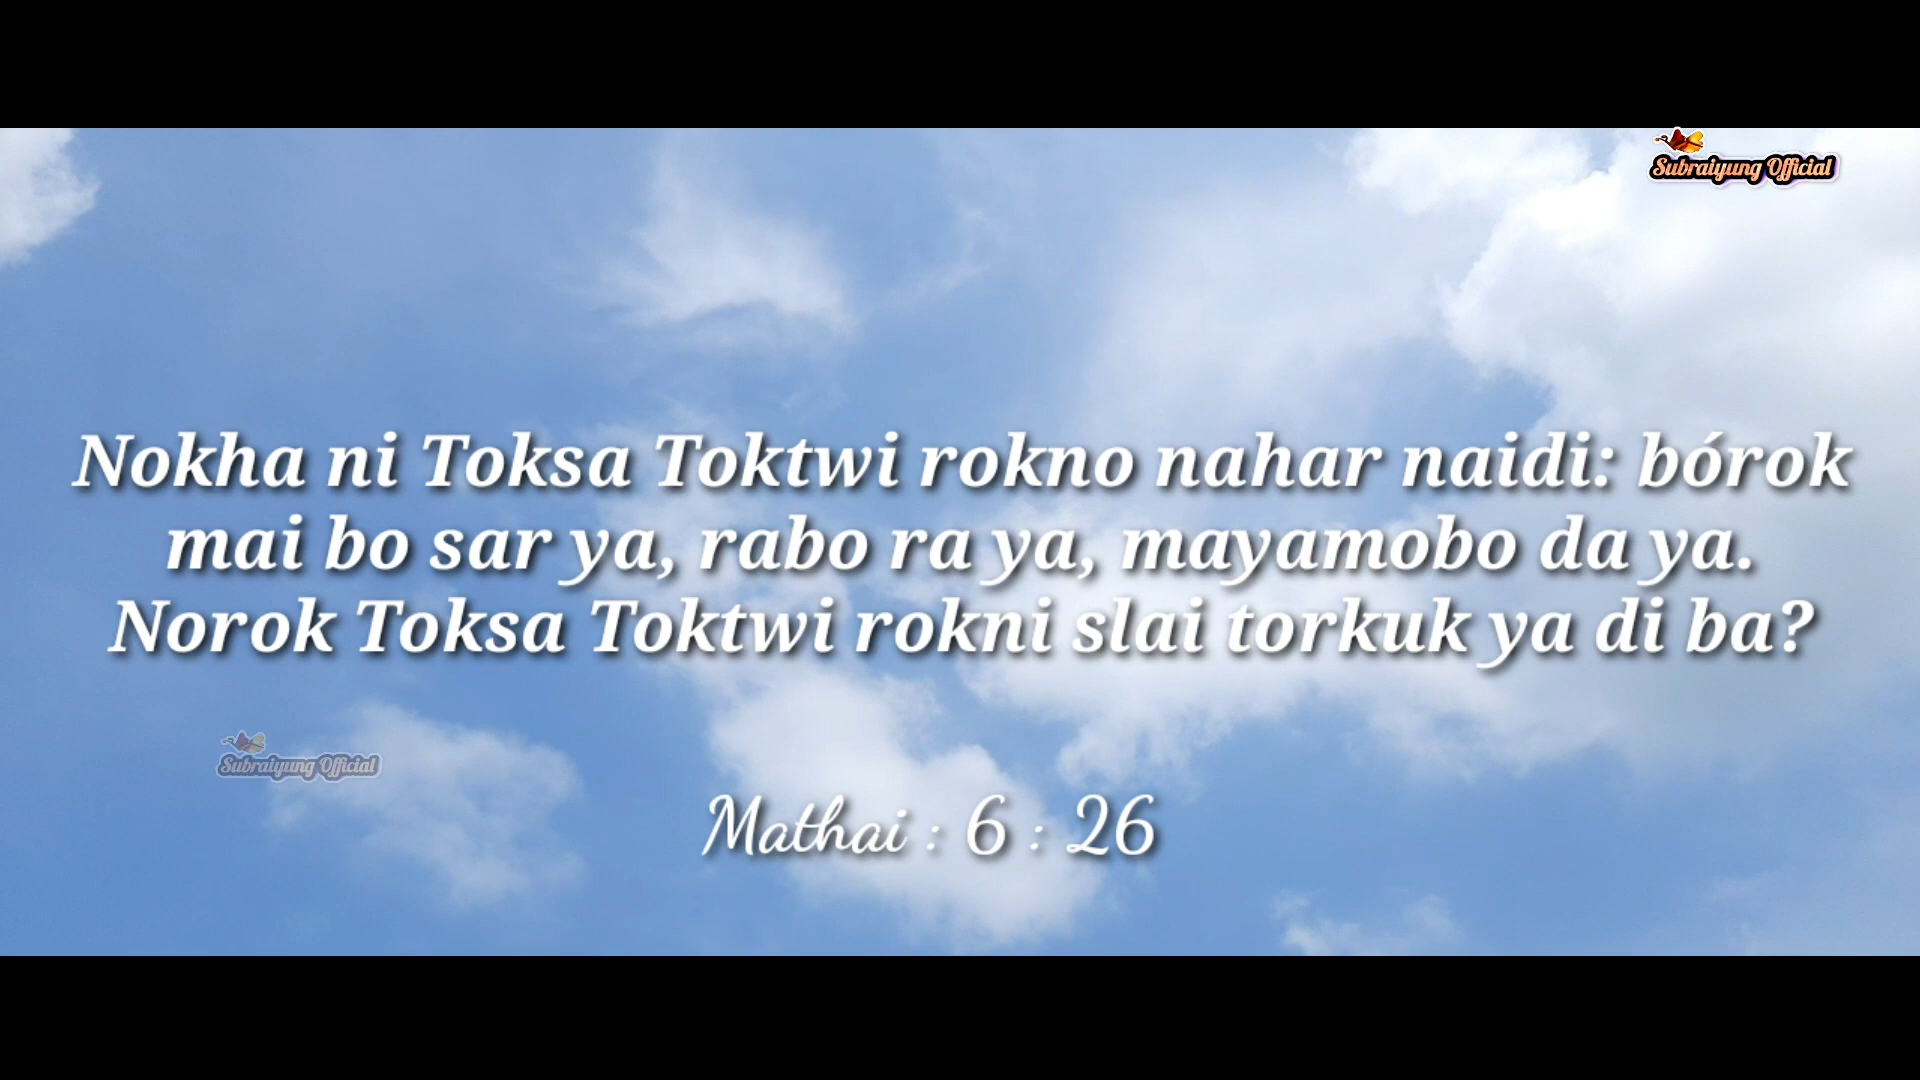 Subraiyung Official
Nokha ni Toksa Toktwi rokno nahar naidi: bórok
mai bo sar ya, rabo ra ya, mayamobo da ya.
Norok Toksa Toktwi rokni slai torkuk ya di ba?
Subraiyung Official
Mathai : 6 : 26